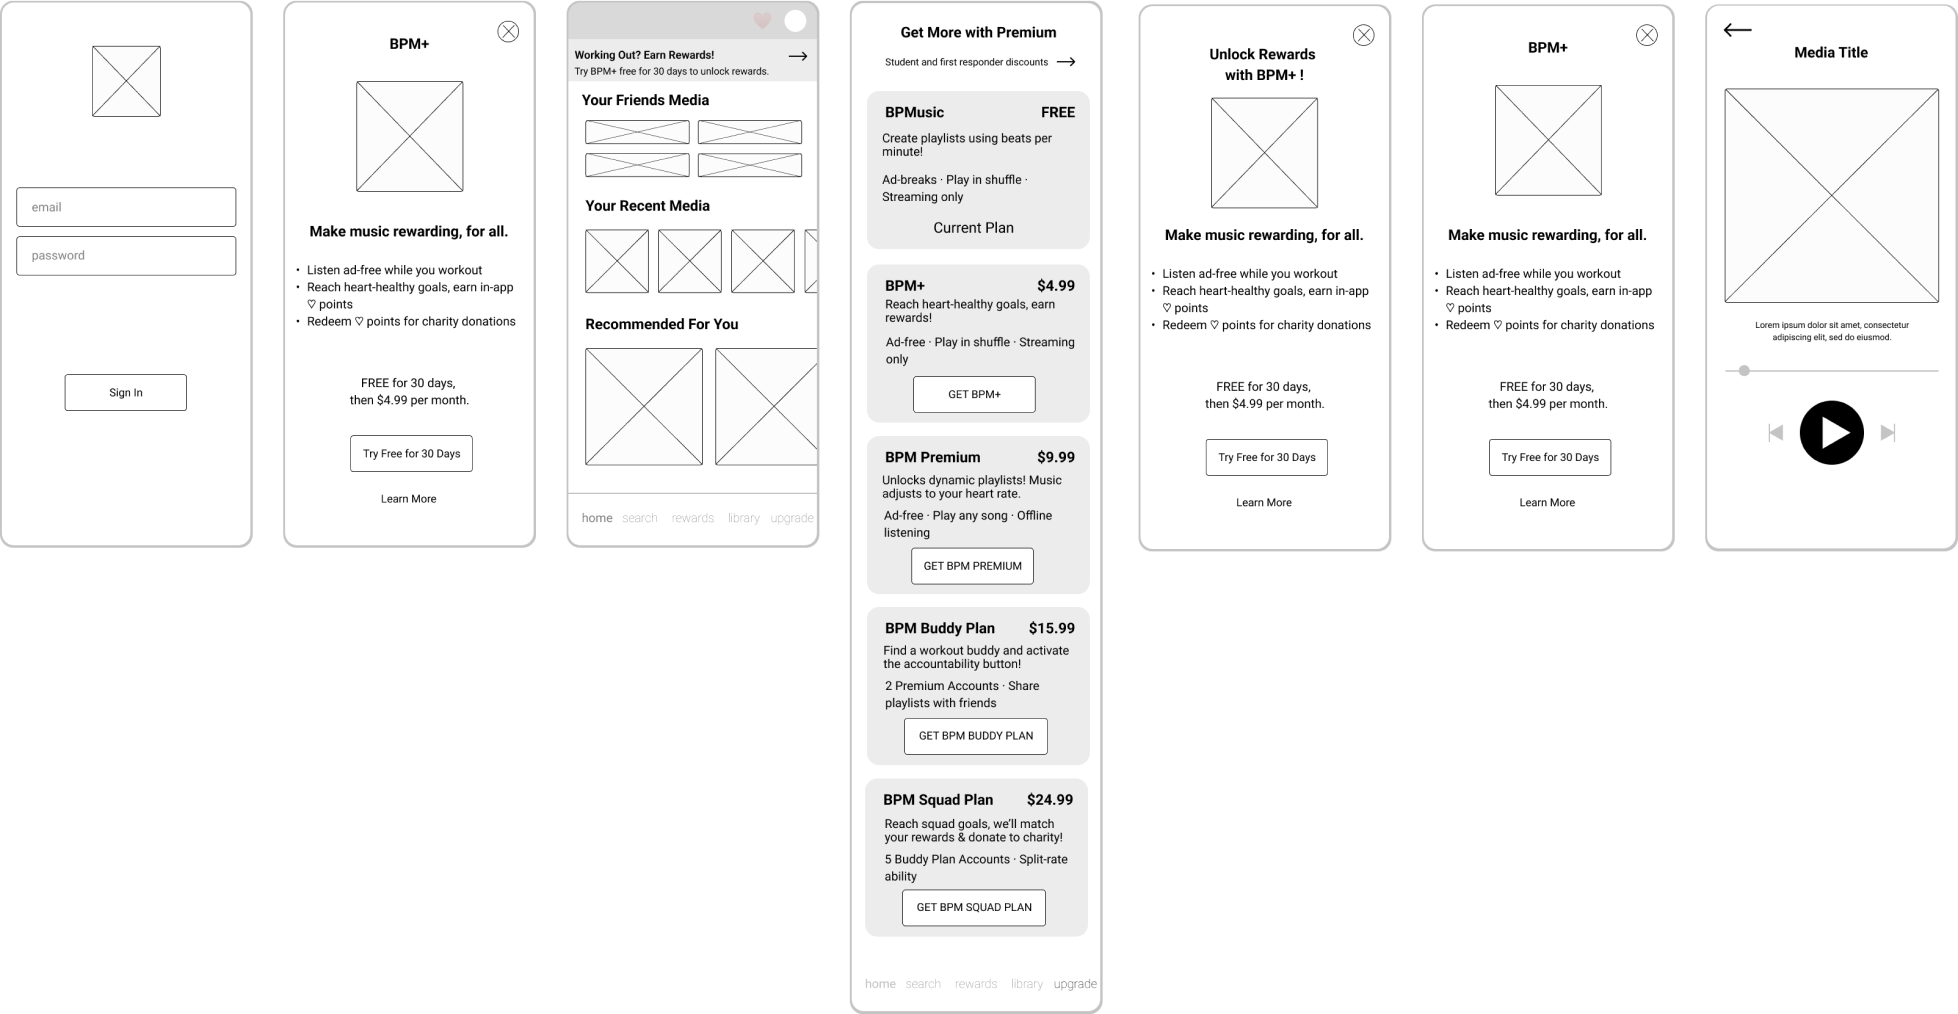 email
password
Sign In
BPM+
Make music rewarding, for all.
• Listen ad-free while you workout
• Reach heart-healthy goals, earn in-app
♡ points
• Redeem ♡ points for charity donations
FREE for 30 days,
then $4.99 per month.
Try Free for 30 Days
Learn More
Working Out? Earn Rewards!
Try BPM+ free for 30 days to unlock rewards.
Your Friends Media
Your Recent Media
Recommended For You
home search rewards library upgrade
Get More with Premium
Student and first responder discounts
BPMusic FREE
Create playlists using beats per
minute!
Ad-breaks · Play in shuffle ·
Streaming only
Current Plan
BPM+ $4.99
Reach heart-healthy goals, earn
rewards!
Ad-free · Play in shuffle · Streaming
only
GET BPM+
BPM Premium $9.99
Unlocks dynamic playlists! Music
adjusts to your heart rate.
Ad-free · Play any song · Offline
listening
GET BPM PREMIUM
BPM Buddy Plan $15.99
Find a workout buddy and activate
the accountability button!
2 Premium Accounts · Share
playlists with friends
GET BPM BUDDY PLAN
BPM Squad Plan $24.99
Reach squad goals, we'll match
your rewards & donate to charity!
5 Buddy Plan Accounts · Split-rate
ability
GET BPM SQUAD PLAN
home search rewards library upgrade
Unlock Rewards
with BPM+ !
Make music rewarding, for all.
• Listen ad-free while you workout
• Reach heart-healthy goals, earn in-app
♡ points
• Redeem ♡ points for charity donations
FREE for 30 days,
then $4.99 per month.
Try Free for 30 Days
Learn More
BPM+
Make music rewarding, for all.
• Listen ad-free while you workout
• Reach heart-healthy goals, earn in-app
♡ points
• Redeem ♡ points for charity donations
FREE for 30 days,
then $4.99 per month.
Try Free for 30 Days
Learn More
Media Title
Lorem ipsum dolor sit amet, consectetur
adipiscing elit, sed do eiusmod.